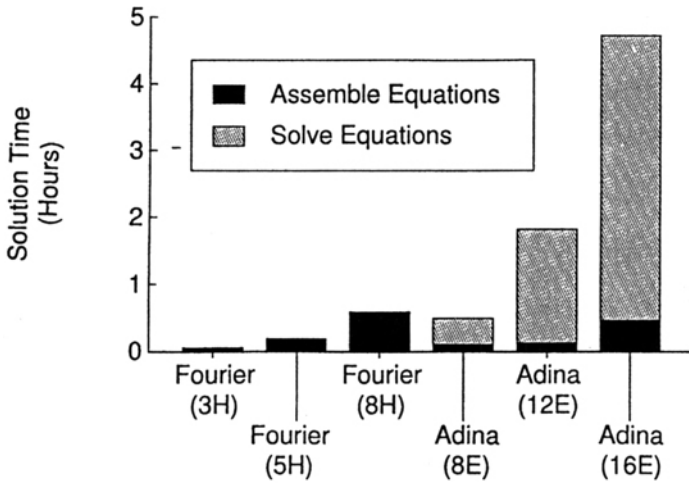 5
4
3
2
1
0
Solution Time
(Hours)
Assemble Equations
Solve Equations
Fourier
(3H)
Fourier
(5H)
Fourier
(8H)
Adina
(8E)
Adina
(12E)
Adina
(16E)